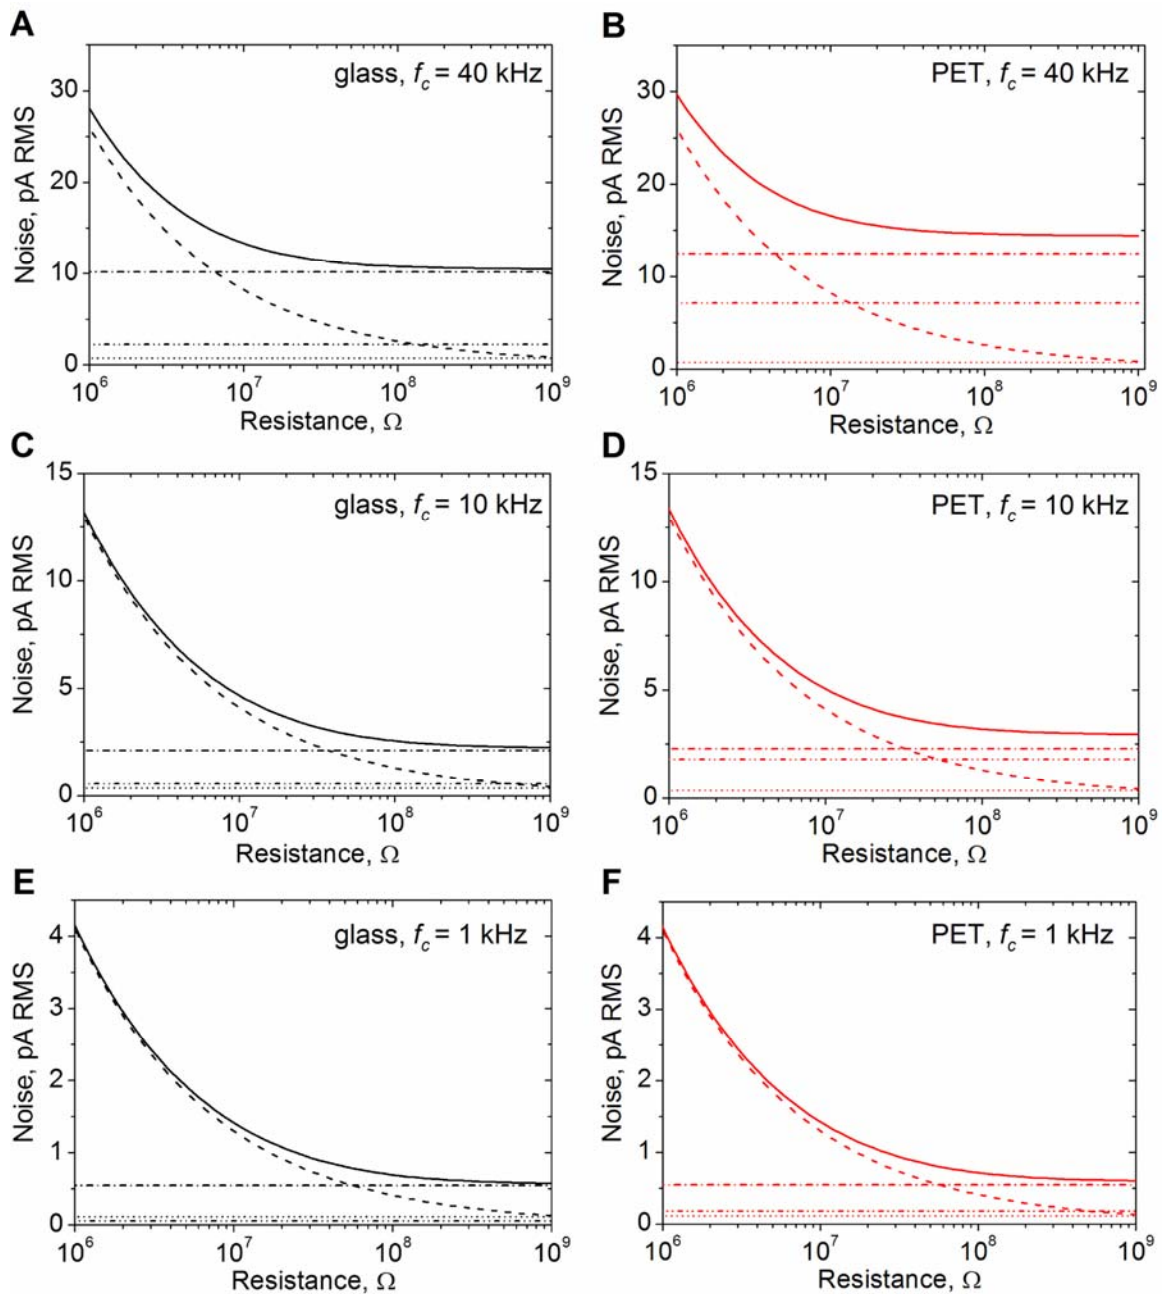 A
glass, f_c = 40 kHz
Noise, pA RMS
30
20
10
0
10^6
10^7
10^8
10^9
Resistance, Ω
B
PET, f_c = 40 kHz
Noise, pA RMS
30
20
10
0
10^6
10^7
10^8
10^9
Resistance, Ω
C
glass, f_c = 10 kHz
Noise, pA RMS
15
10
5
0
10^6
10^7
10^8
10^9
Resistance, Ω
D
PET, f_c = 10 kHz
Noise, pA RMS
15
10
5
0
10^6
10^7
10^8
10^9
Resistance, Ω
E
glass, f_c = 1 kHz
Noise, pA RMS
4
3
2
1
0
10^6
10^7
10^8
10^9
Resistance, Ω
F
PET, f_c = 1 kHz
Noise, pA RMS
4
3
2
1
0
10^6
10^7
10^8
10^9
Resistance, Ω